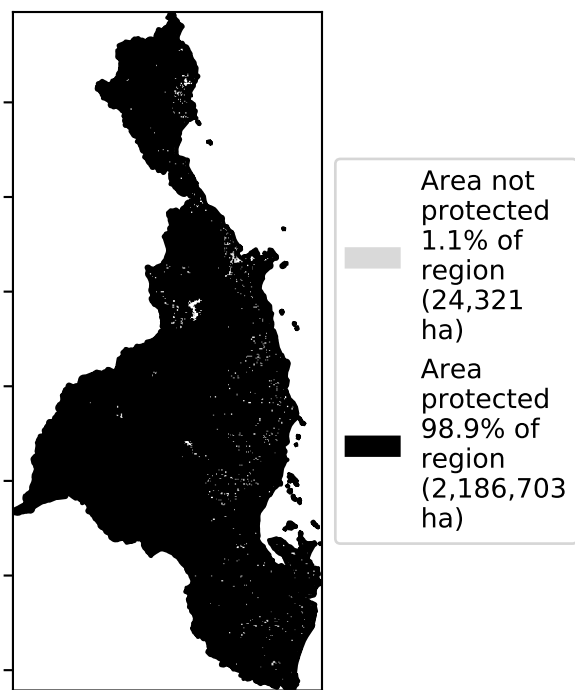 Area not
protected
1.1% of
region
(24,321
ha)
Area
protected
98.9% of
region
(2,186,703
ha)